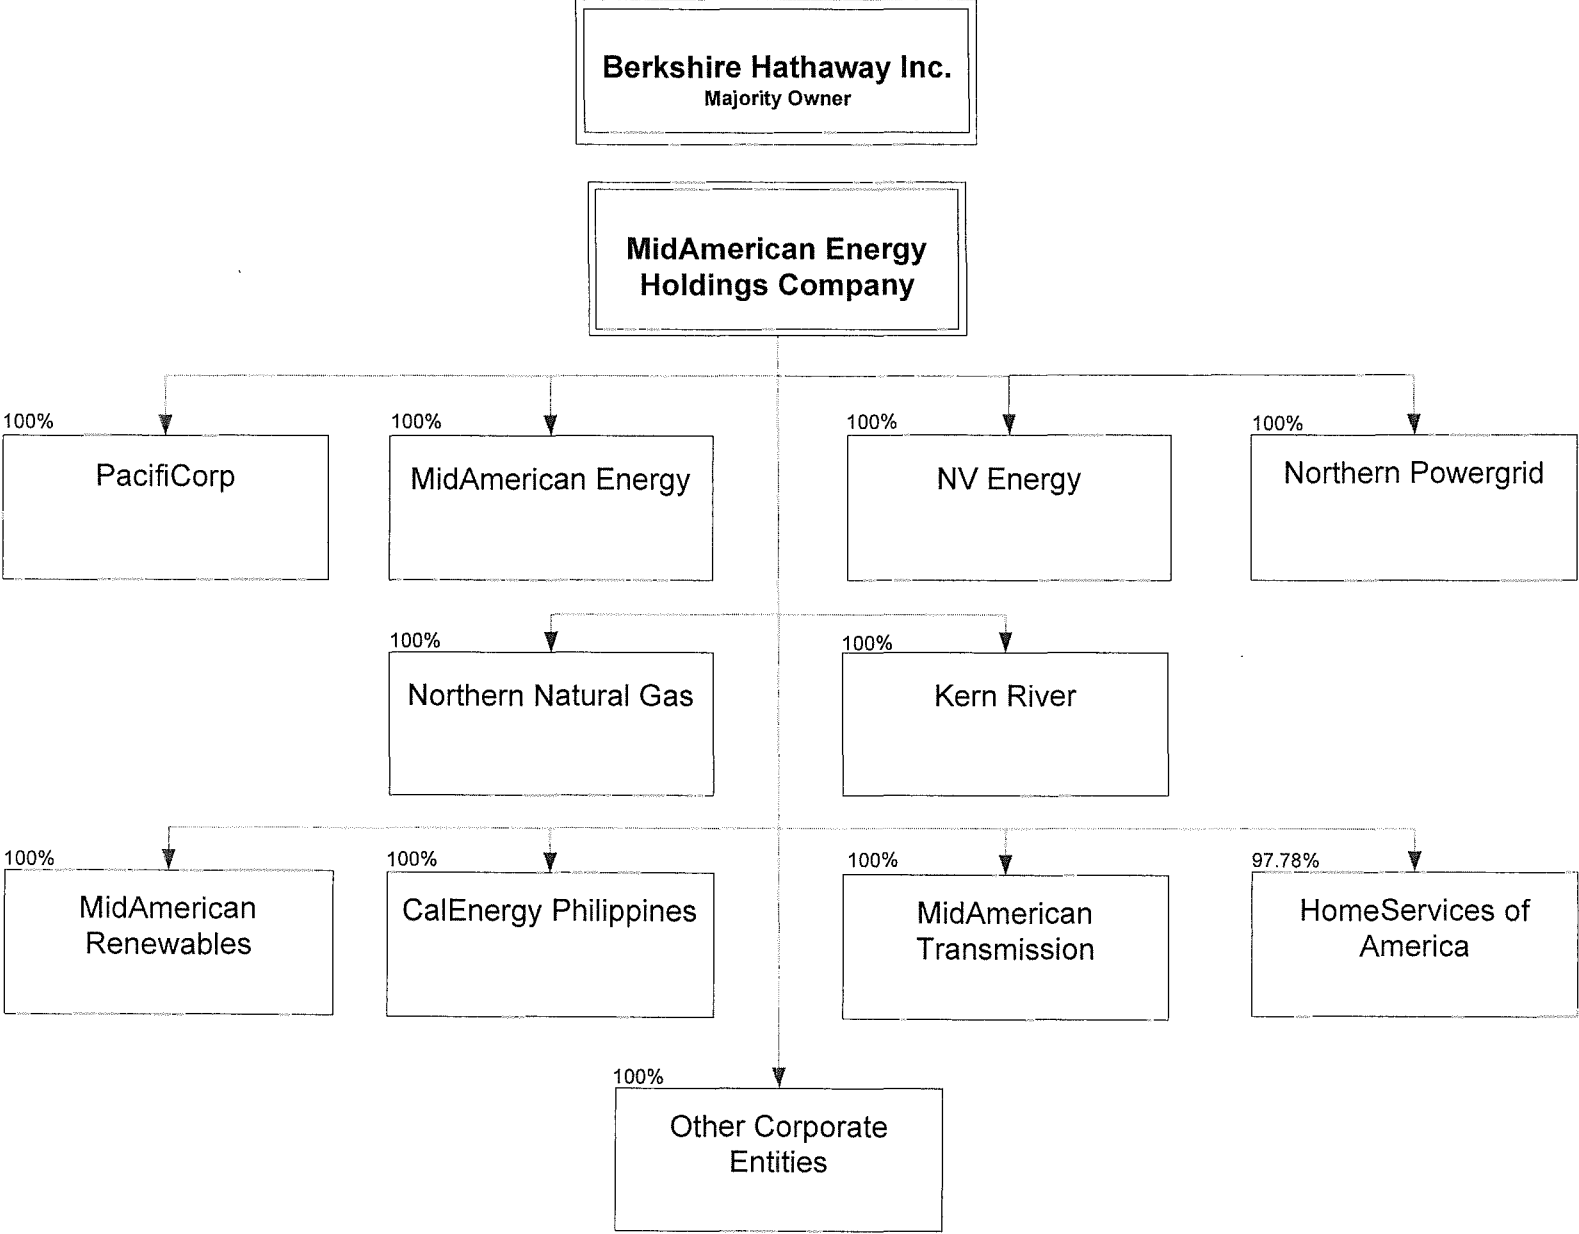 Berkshire Hathaway Inc.
Majority Owner
MidAmerican Energy
Holdings Company
100%
100%
100%
100%
PacifiCorp
MidAmerican Energy
NV Energy
Northern Powergrid
100%
100%
Northern Natural Gas
Kern River
100%
100%
100%
97.78%
MidAmerican
Renewables
CalEnergy Philippines
MidAmerican
Transmission
HomeServices of
America
100%
Other Corporate
Entities